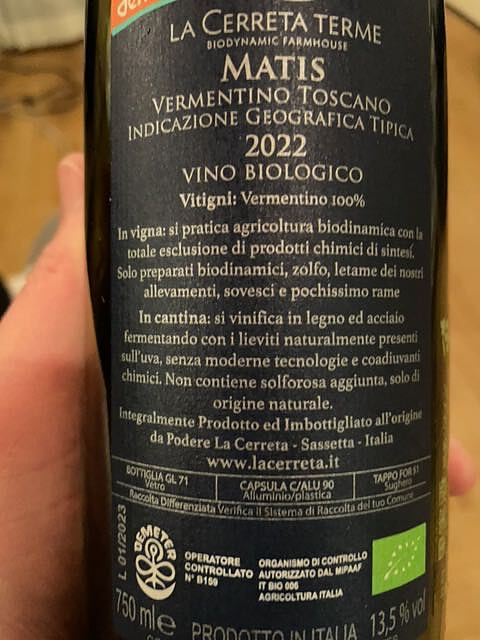 LA CERRETA TERME
BIODYNAMIC FARMHOUSE
MATIS
VERMENTINO TOSCANO
INDICAZIONE GEOGRAFICA TIPICA
2022
VINO BIOLOGICO
Vitigni: Vermentino 100%
In vigna: si pratica agricoltura biodinamica con la
totale esclusione di prodotti chimici di sintesi.
Solo preparati biodinamici, zolfo, letame dei nostri
allevamenti, sovesci e pochissimo rame
In cantina: si vinifica in legno ed acciaio
fermentando con i lieviti naturalmente presenti
sull'uva, senza moderne tecnologie e coadiuvanti
chimici. Non contiene solforosa aggiunta, solo di
origine naturale.
Integralmente Prodotto ed Imbottigliato all'origine
da Podere La Cerreta - Sassetta - Italia
www.lacerreta.it
BOTTIGLIA GL 71
Vetro
CAPSULA C/ALU 90
Alluminio/plastica
TAPPO FOR 51
Sughero
Raccolta Differenziata Verifica Il Sistema di Raccolta del tuo Comune
L 01/2023
DEMETER
OPERATORE
CONTROLLATO
N° B159
ORGANISMO DI CONTROLLO
AUTORIZZATO DAL MIPAAF
IT BIO 006
AGRICOLTURA ITALIA
750 ml e
PRODOTTO IN ITALIA
13,5% vol